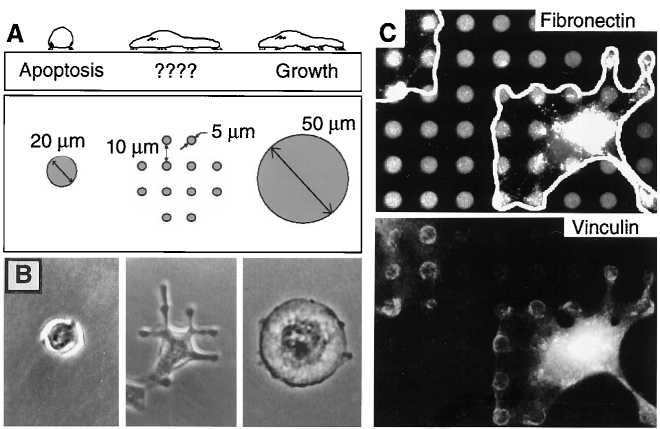 A
Apoptosis ???? Growth
20 μm
10 μm
5 μm
50 μm
B
C
Fibronectin
Vinculin